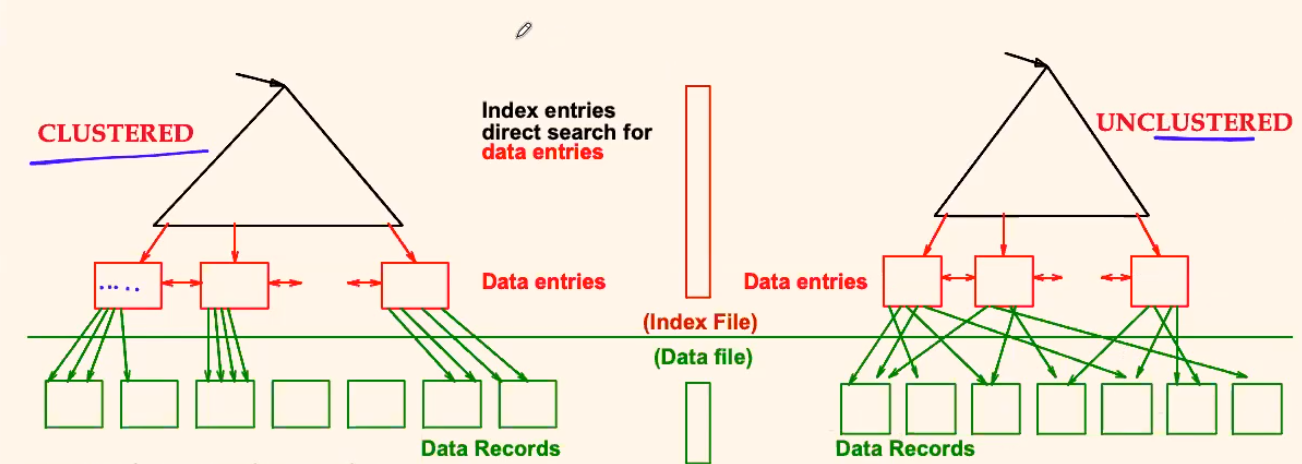 CLUSTERED
Index entries
direct search for
data entries
UNCLUSTERED
Data entries
Data entries
(Index File)
(Data file)
Data Records
Data Records